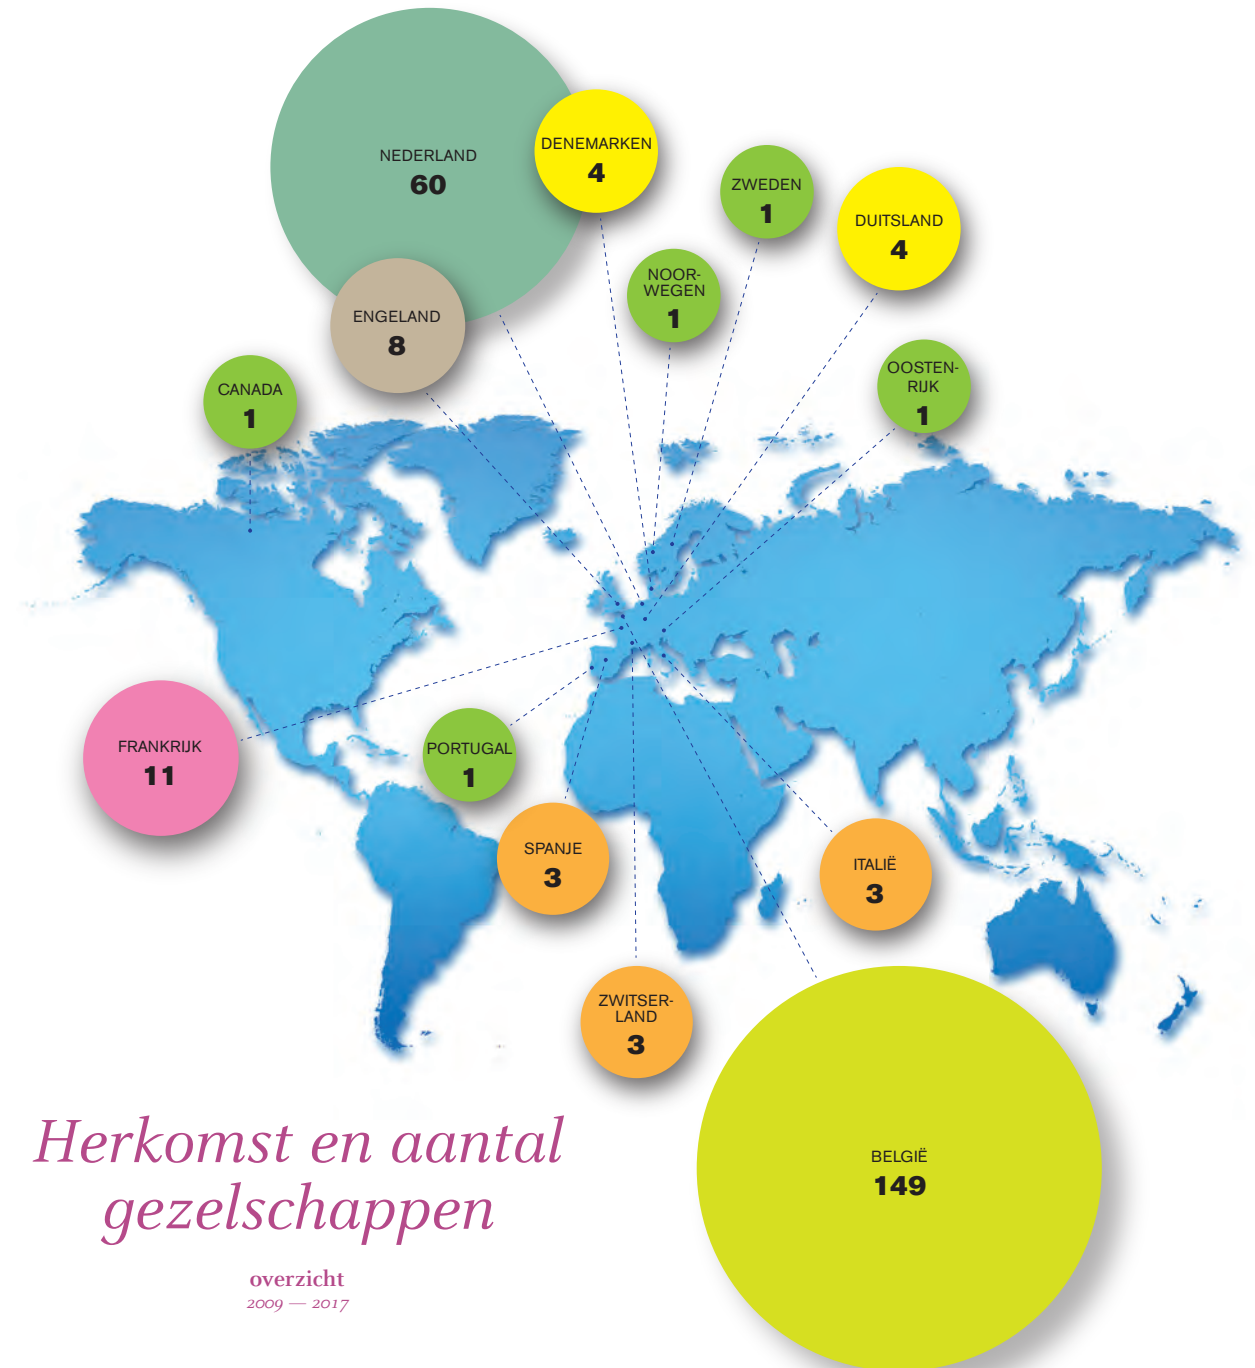 NEDERLAND
60
DENEMARKEN
4
ZWEDEN
1
DUITSLAND
4
NOOR-
WEGEN
1
ENGELAND
8
OOSTEN-
RIJK
1
CANADA
1
FRANKRIJK
11
PORTUGAL
1
SPANJE
3
ITALIË
3
ZWITSER-
LAND
3
BELGIË
149
Herkomst en aantal
gezelschappen
overzicht
2009 — 2017